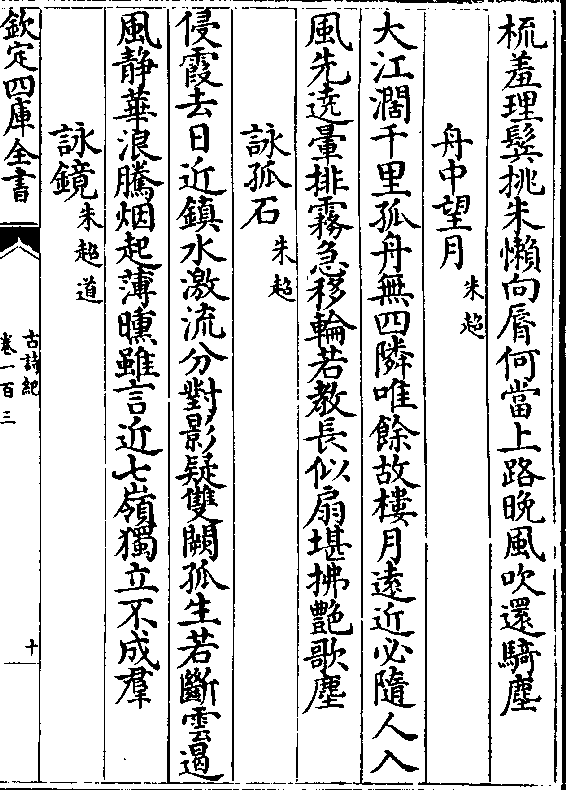 梳羞理鬓挑朱懶向脣何當上路晚風吹還騎塵
舟中望月
朱超
大江濶千里孤舟無四隣唯餘故樓月遠近必隨人入
風先遶暈排霧急移輪若教長似扇堪拂艷歌塵
詠孤石
朱超
侵霞去日近鎮水激流分對影疑雙闕孤生若斷雲遏
風静華浪騰烟起薄曛雖言近七嶺獨立不成羣
詠鏡
朱超道
欽定四庫全書
古詩紀
卷一百三
十